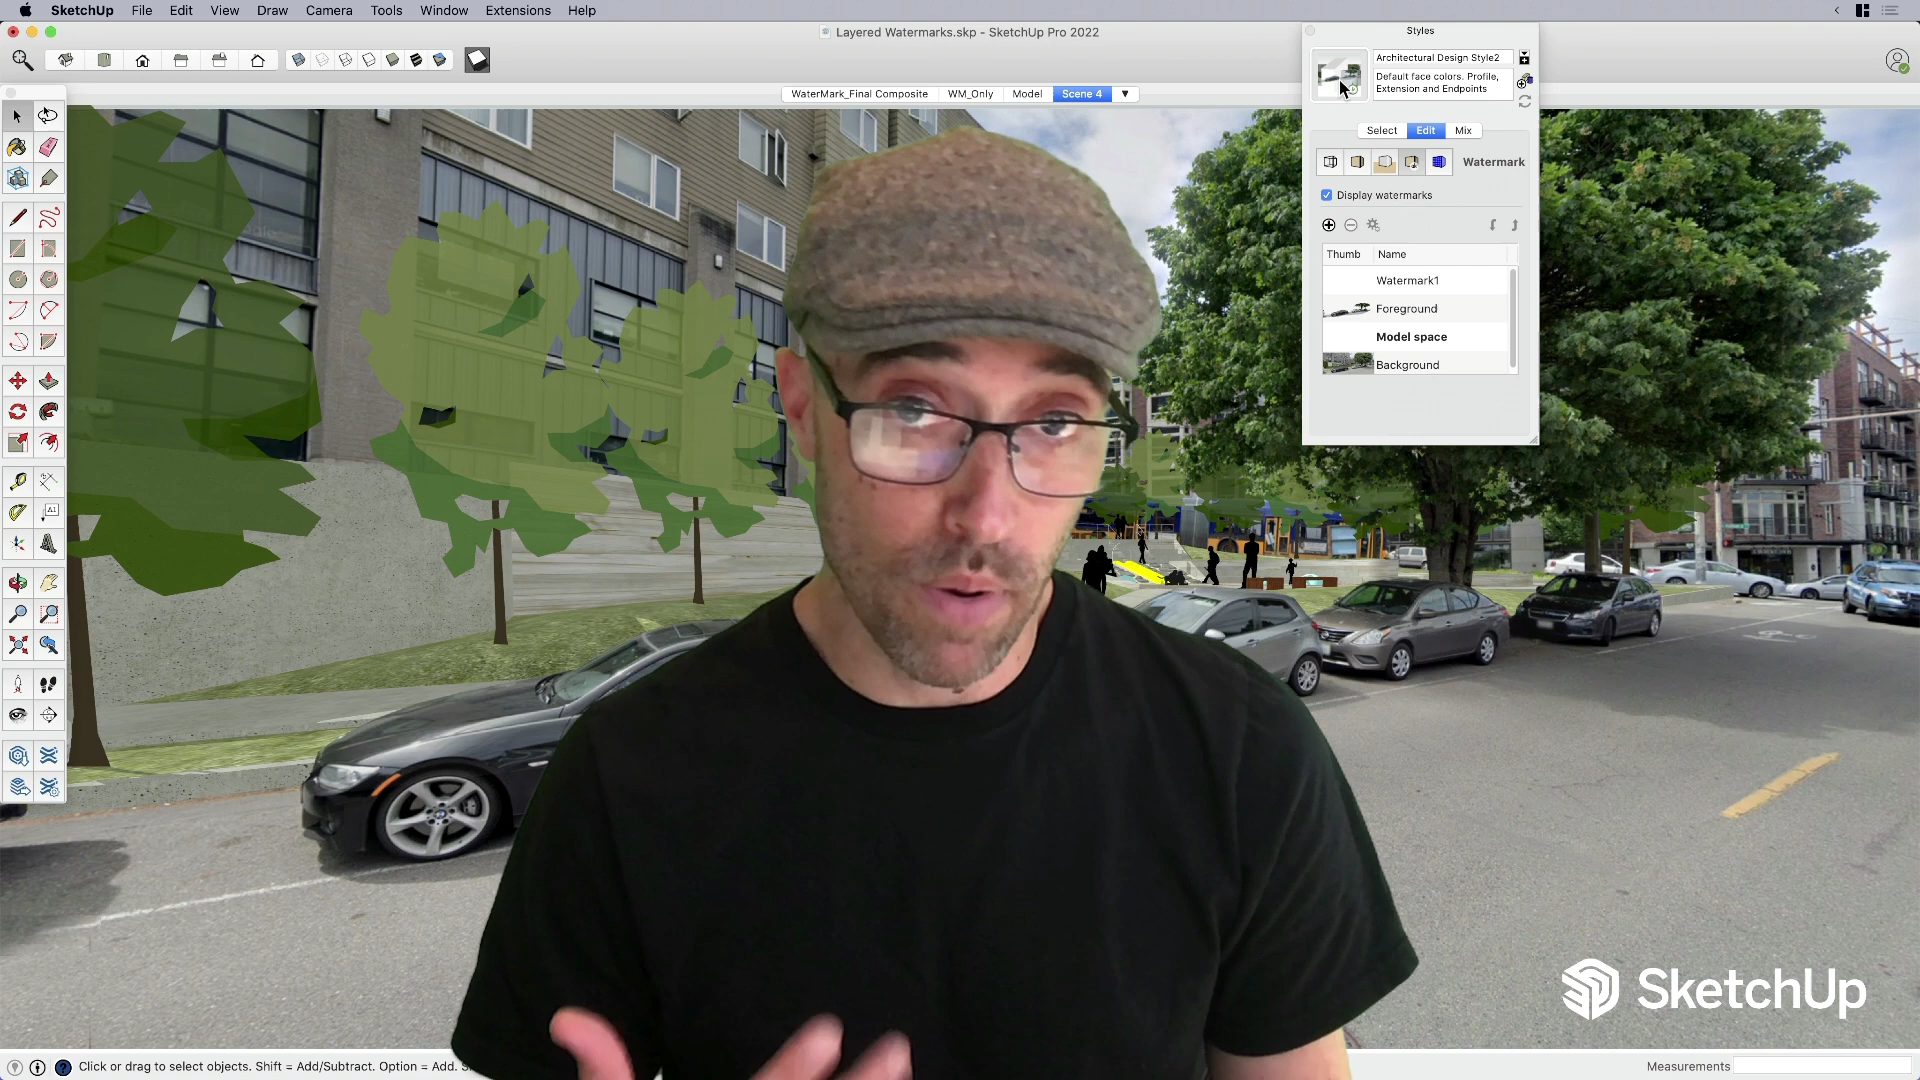 SketchUp File Edit View Draw Camera Tools Window Extensions Help
Layered Watermarks.skp - SketchUp Pro 2022
WaterMark_Final Composite WM_Only Model Scene 4
Styles
Architectural Design Style2
Default face colors. Profile,
Extension and Endpoints
Select Edit Mix
Watermark
Display watermarks
Thumb Name
Watermark1
Foreground
Model space
Background
A1
SketchUp
Click or drag to select objects. Shift = Add/Subtract. Option = Add. S
Measurements